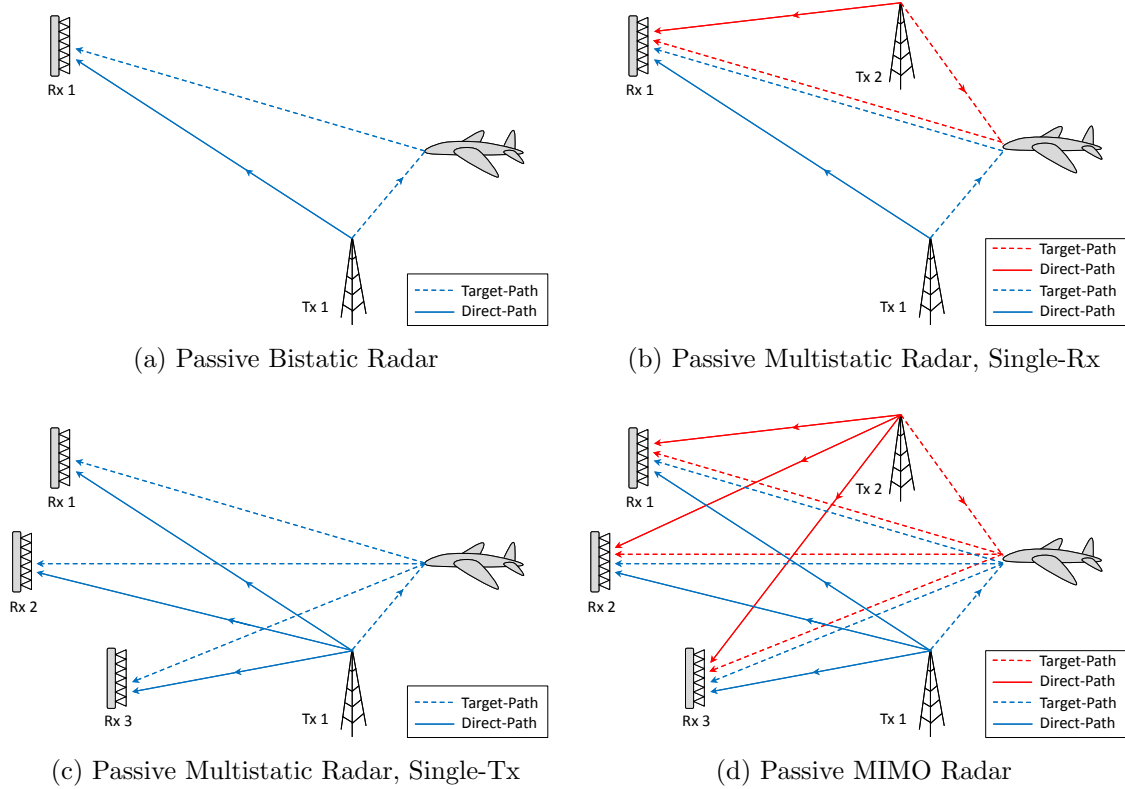 Rx 1
Tx 1
Target-Path
Direct-Path
(a) Passive Bistatic Radar
Rx 1
Tx 2
Tx 1
Target-Path
Direct-Path
Target-Path
Direct-Path
(b) Passive Multistatic Radar, Single-Rx
Rx 1
Rx 2
Rx 3
Tx 1
Target-Path
Direct-Path
(c) Passive Multistatic Radar, Single-Tx
Rx 1
Tx 2
Rx 2
Rx 3
Tx 1
Target-Path
Direct-Path
Target-Path
Direct-Path
(d) Passive MIMO Radar